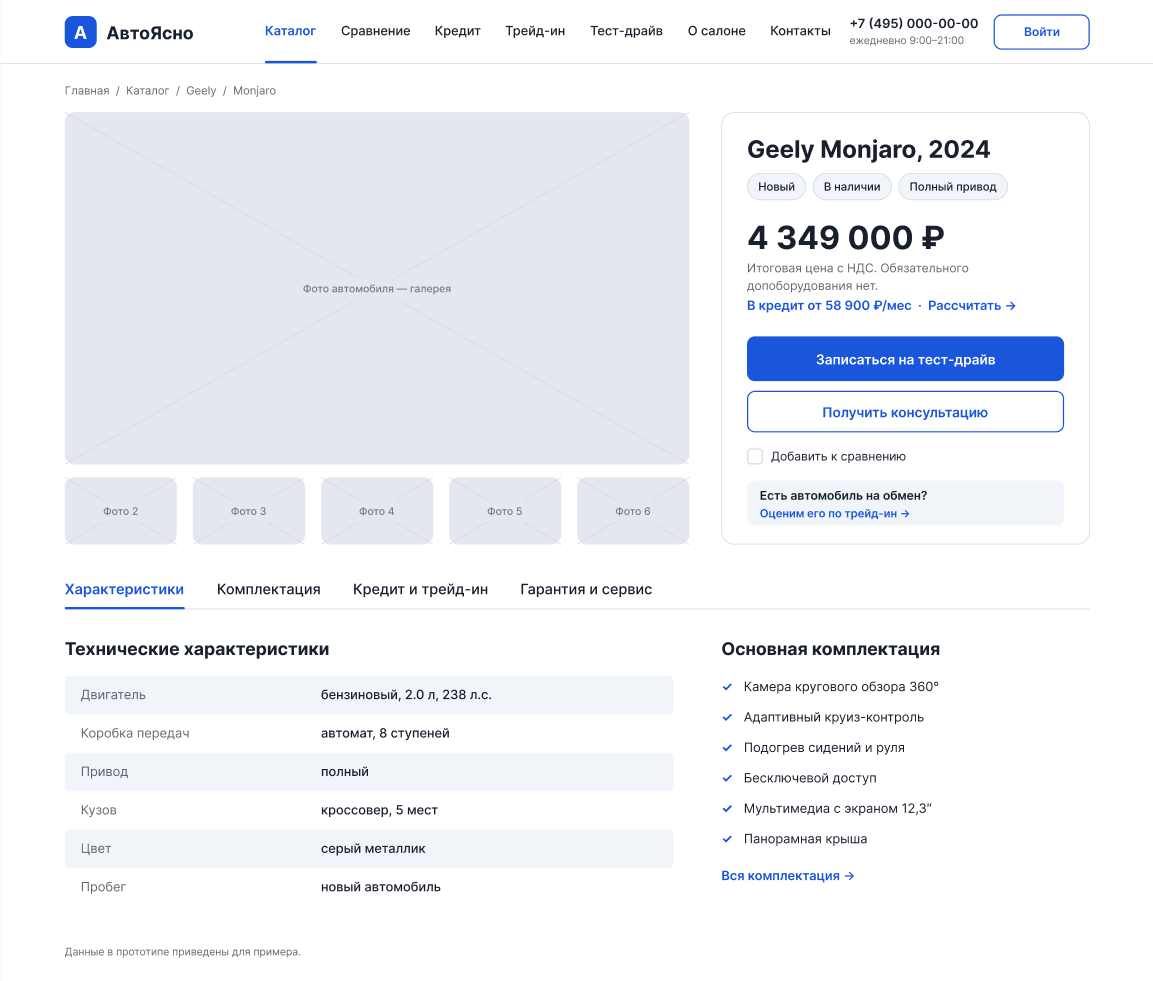 А АвтоЯсно
Каталог Сравнение Кредит Трейд-ин Тест-драйв О салоне Контакты
+7 (495) 000-00-00
ежедневно 9:00–21:00
Войти
Главная / Каталог / Geely / Monjaro
Фото автомобиля — галерея
Фото 2 Фото 3 Фото 4 Фото 5 Фото 6
Geely Monjaro, 2024
Новый В наличии Полный привод
4 349 000 ₽
Итоговая цена с НДС. Обязательного
допоборудования нет.
В кредит от 58 900 ₽/мес · Рассчитать →
Записаться на тест-драйв
Получить консультацию
Добавить к сравнению
Есть автомобиль на обмен?
Оценим его по трейд-ин →
Характеристики Комплектация Кредит и трейд-ин Гарантия и сервис
Технические характеристики
Двигатель бензиновый, 2.0 л, 238 л.с.
Коробка передач автомат, 8 ступеней
Привод полный
Кузов кроссовер, 5 мест
Цвет серый металлик
Пробег новый автомобиль
Основная комплектация
✓ Камера кругового обзора 360°
✓ Адаптивный круиз-контроль
✓ Подогрев сидений и руля
✓ Бесключевой доступ
✓ Мультимедиа с экраном 12,3″
✓ Панорамная крыша
Вся комплектация →
Данные в прототипе приведены для примера.